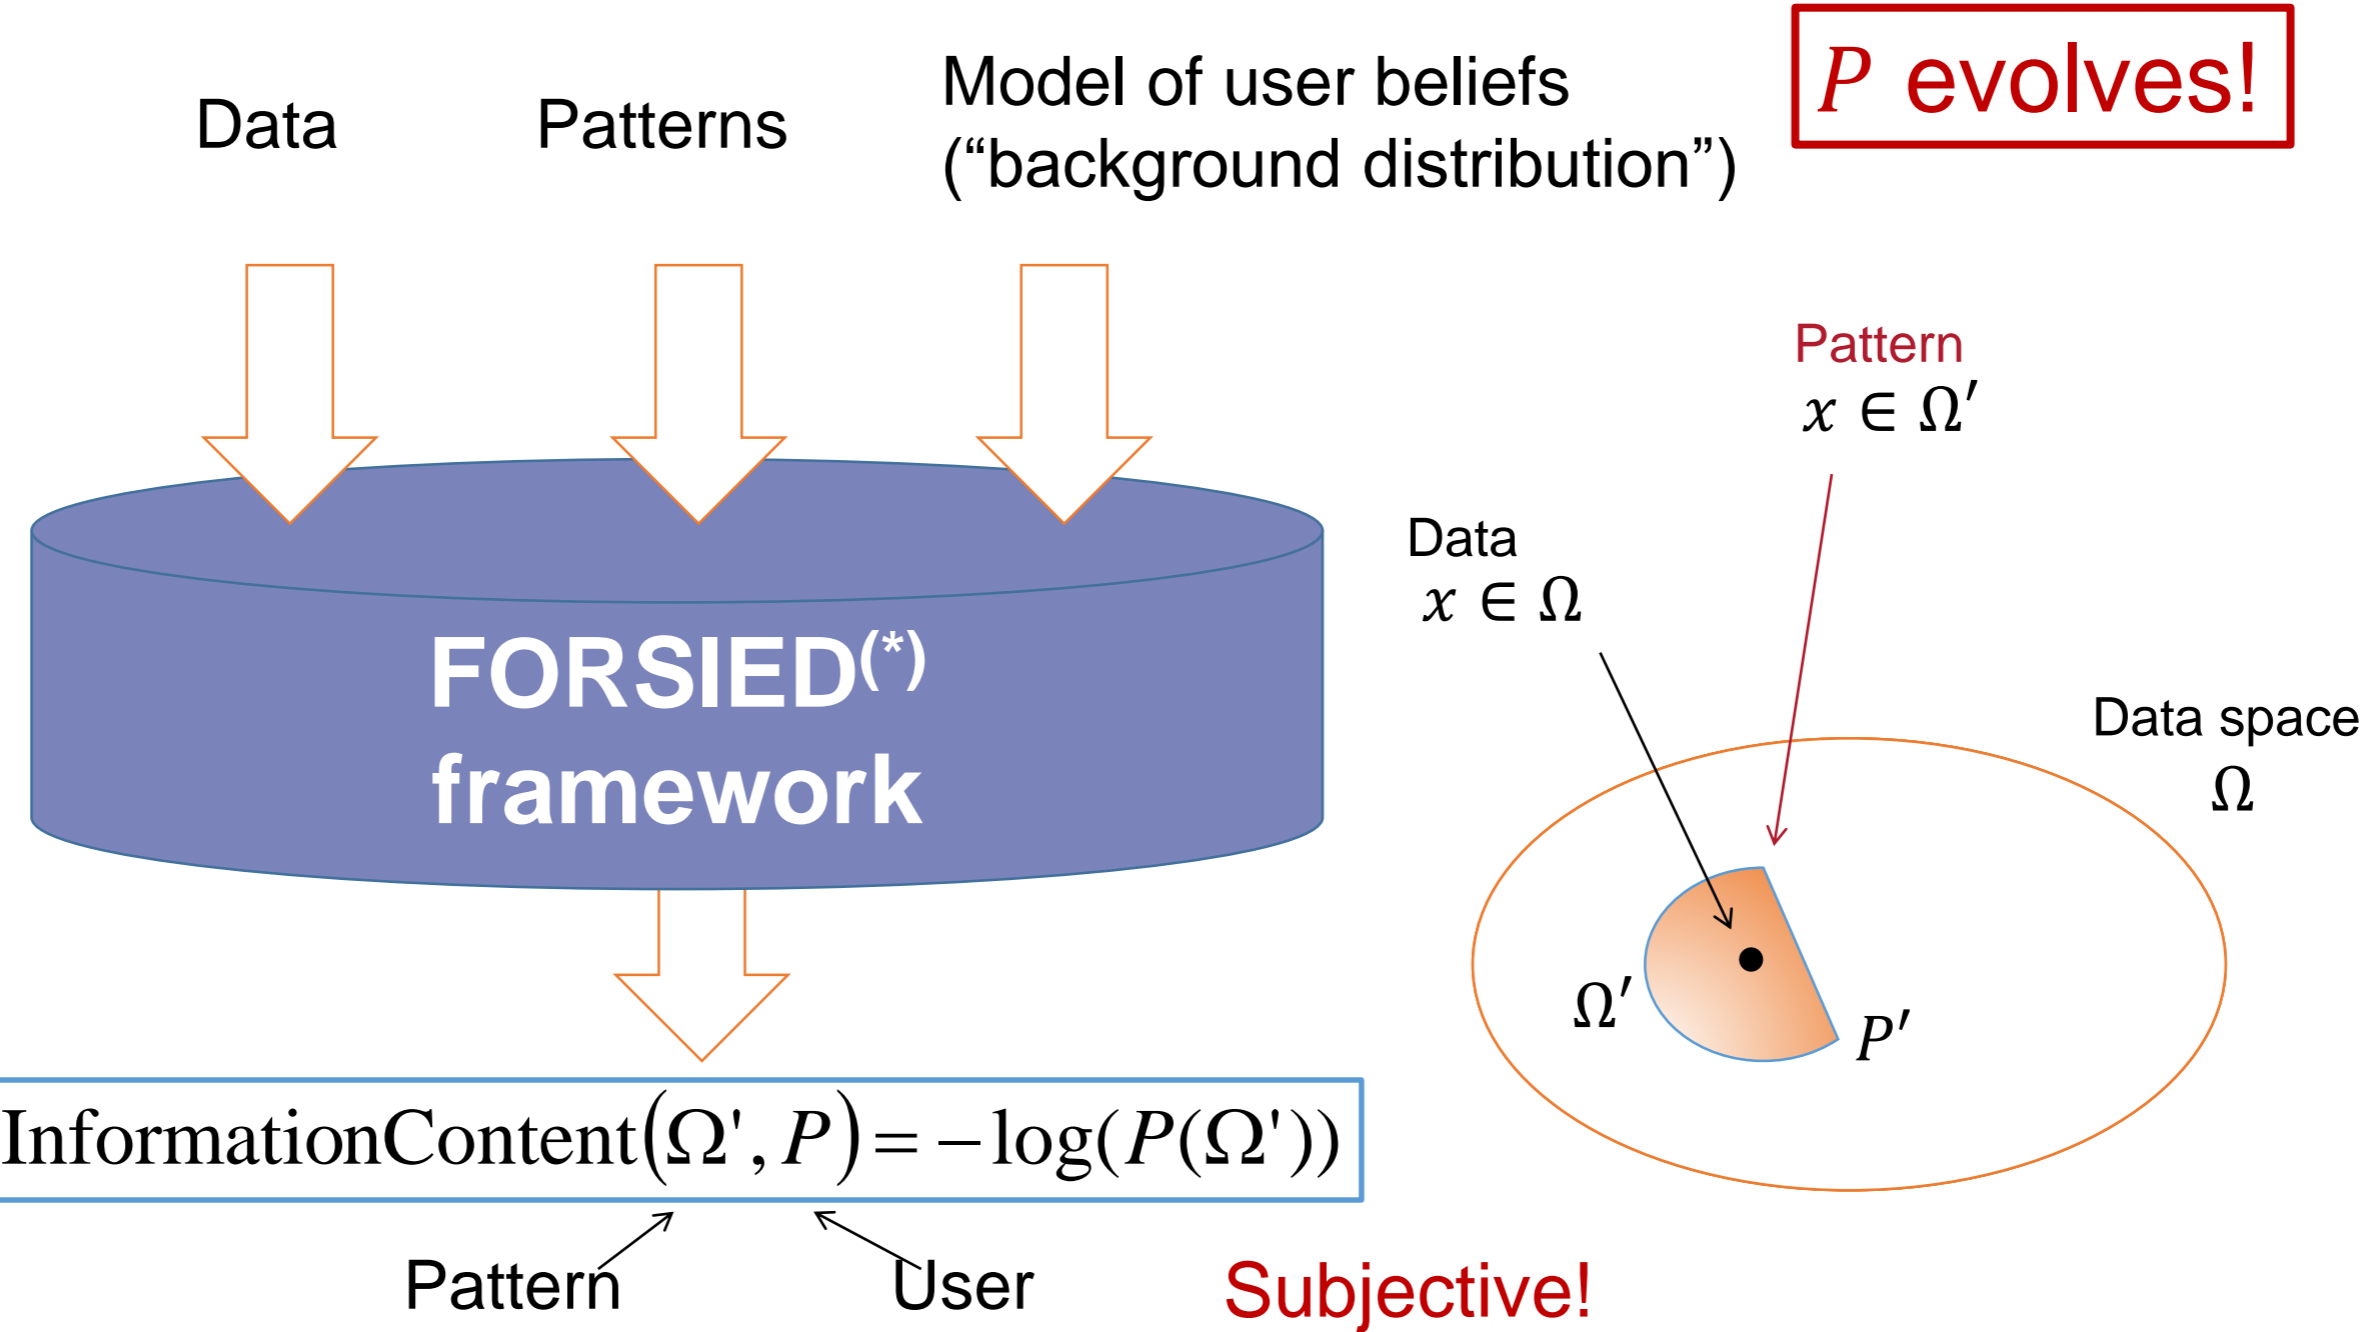 Data
Patterns
Model of user beliefs
(“background distribution”)
P evolves!
Pattern
x ∈ Ω′
Data
x ∈ Ω
Data space
Ω
FORSIED(*)
framework
Ω′
P′
InformationContent(Ω', P) = −log(P(Ω'))
Pattern
User
Subjective!